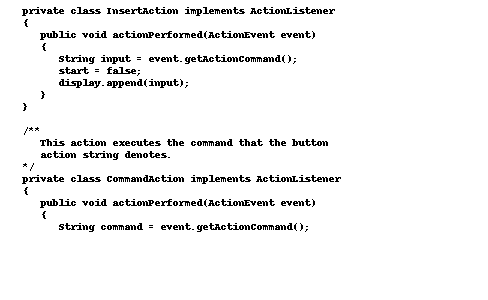 private class InsertAction implements ActionListener
{
   public void actionPerformed(ActionEvent event)
   {
      String input = event.getActionCommand();
      start = false;
      display.append(input);
   }
}

/**
   This action executes the command that the button
   action string denotes.
*/
private class CommandAction implements ActionListener
{
   public void actionPerformed(ActionEvent event)
   {
      String command = event.getActionCommand();